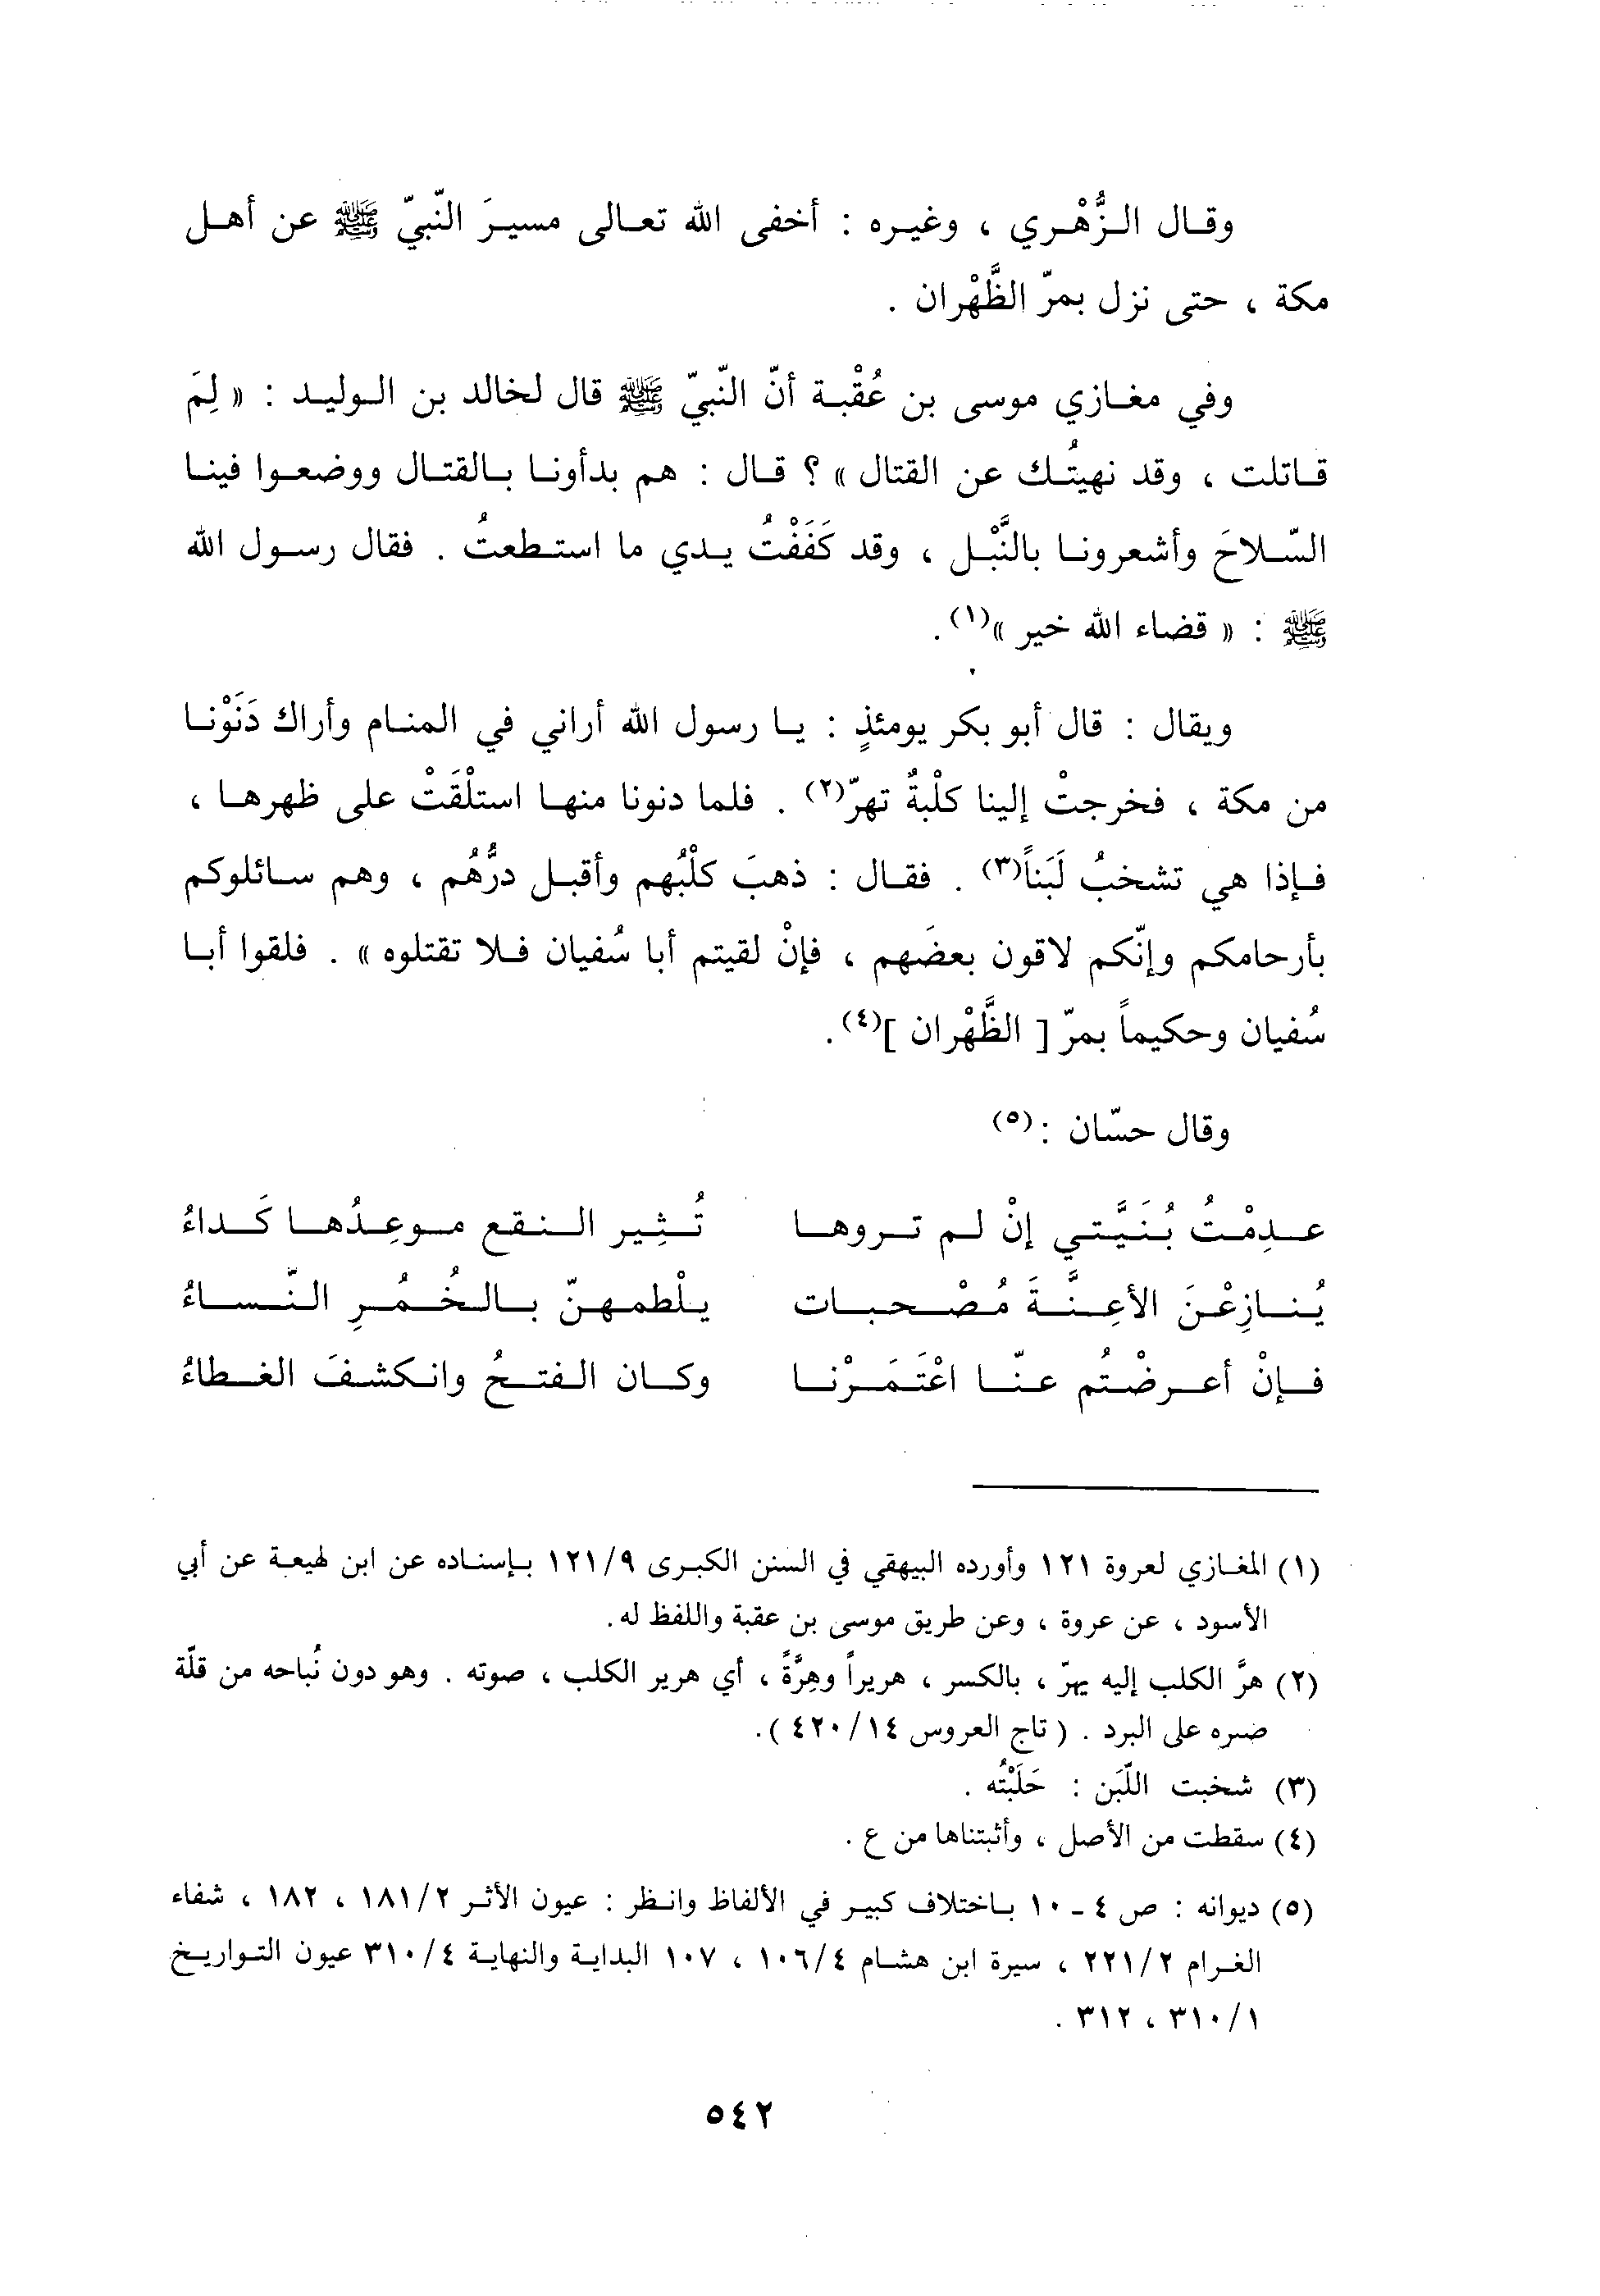 وقال الزُّهْري ، وغيره : أخفى الله تعالى مسيرَ النّبيّ ﷺ عن أهل
مكة ، حتى نزل بمرّ الظَّهْران .
وفي مغازي موسى بن عُقْبة أنّ النّبيّ ﷺ قال لخالد بن الوليد : « لِمَ
قاتلت ، وقد نهيتُك عن القتال » ؟ قال : هم بدأونا بالقتال ووضعوا فينا
السّلاحَ وأشعرونا بالنَّبْل ، وقد كَفَفْتُ يدي ما استطعتُ . فقال رسول الله
ﷺ : « قضاء الله خير »(١) .
ويقال : قال أبو بكر يومئذٍ : يا رسول الله أراني في المنام وأراك دَنَوْنا
من مكة ، فخرجتْ إلينا كلْبةٌ تهرّ(٢) . فلما دنونا منها استلْقَتْ على ظهرها ،
فإذا هي تشخبُ لَبَناً(٣) . فقال : ذهبَ كلْبُهم وأقبل درُّهُم ، وهم سائلوكم
بأرحامكم وإنّكم لاقون بعضَهم ، فإنْ لقيتم أبا سُفيان فلا تقتلوه » . فلقوا أبا
سُفيان وحكيماً بمرّ [ الظَّهْران ](٤) .
وقال حسّان :(٥)
عدِمْتُ بُنَيَّتي إنْ لم تروها تُثِير النقع موعِدُها كَداءُ
يُنازِعْنَ الأعِنَّةَ مُصْحبات يلْطمهنّ بالخُمُرِ النّساءُ
فإنْ أعرضْتُم عنّا اعْتَمَرْنا وكان الفتحُ وانكشفَ الغطاءُ
(١) المغازي لعروة ١٢١ وأورده البيهقي في السنن الكبرى ١٢١/٩ بإسناده عن ابن لهيعة عن أبي
الأسود ، عن عروة ، وعن طريق موسى بن عقبة واللفظ له .
(٢) هرَّ الكلب إليه يهرّ ، بالكسر ، هريراً وهِرَّةً ، أي هرير الكلب ، صوته . وهو دون نُباحه من قلّة
صبره على البرد . ( تاج العروس ٤٢٠/١٤ ) .
(٣) شخبت اللَّبَن : حَلَبْتُه .
(٤) سقطت من الأصل ، وأثبتناها من ع .
(٥) ديوانه : ص ٤ ـ ١٠ باختلاف كبير في الألفاظ وانظر : عيون الأثر ١٨١/٢ ، ١٨٢ ، شفاء
الغرام ٢٢١/٢ ، سيرة ابن هشام ١٠٦/٤ ، ١٠٧ البداية والنهاية ٣١٠/٤ عيون التواريخ
٣١٠/١ ، ٣١٢ .
٥٤٢